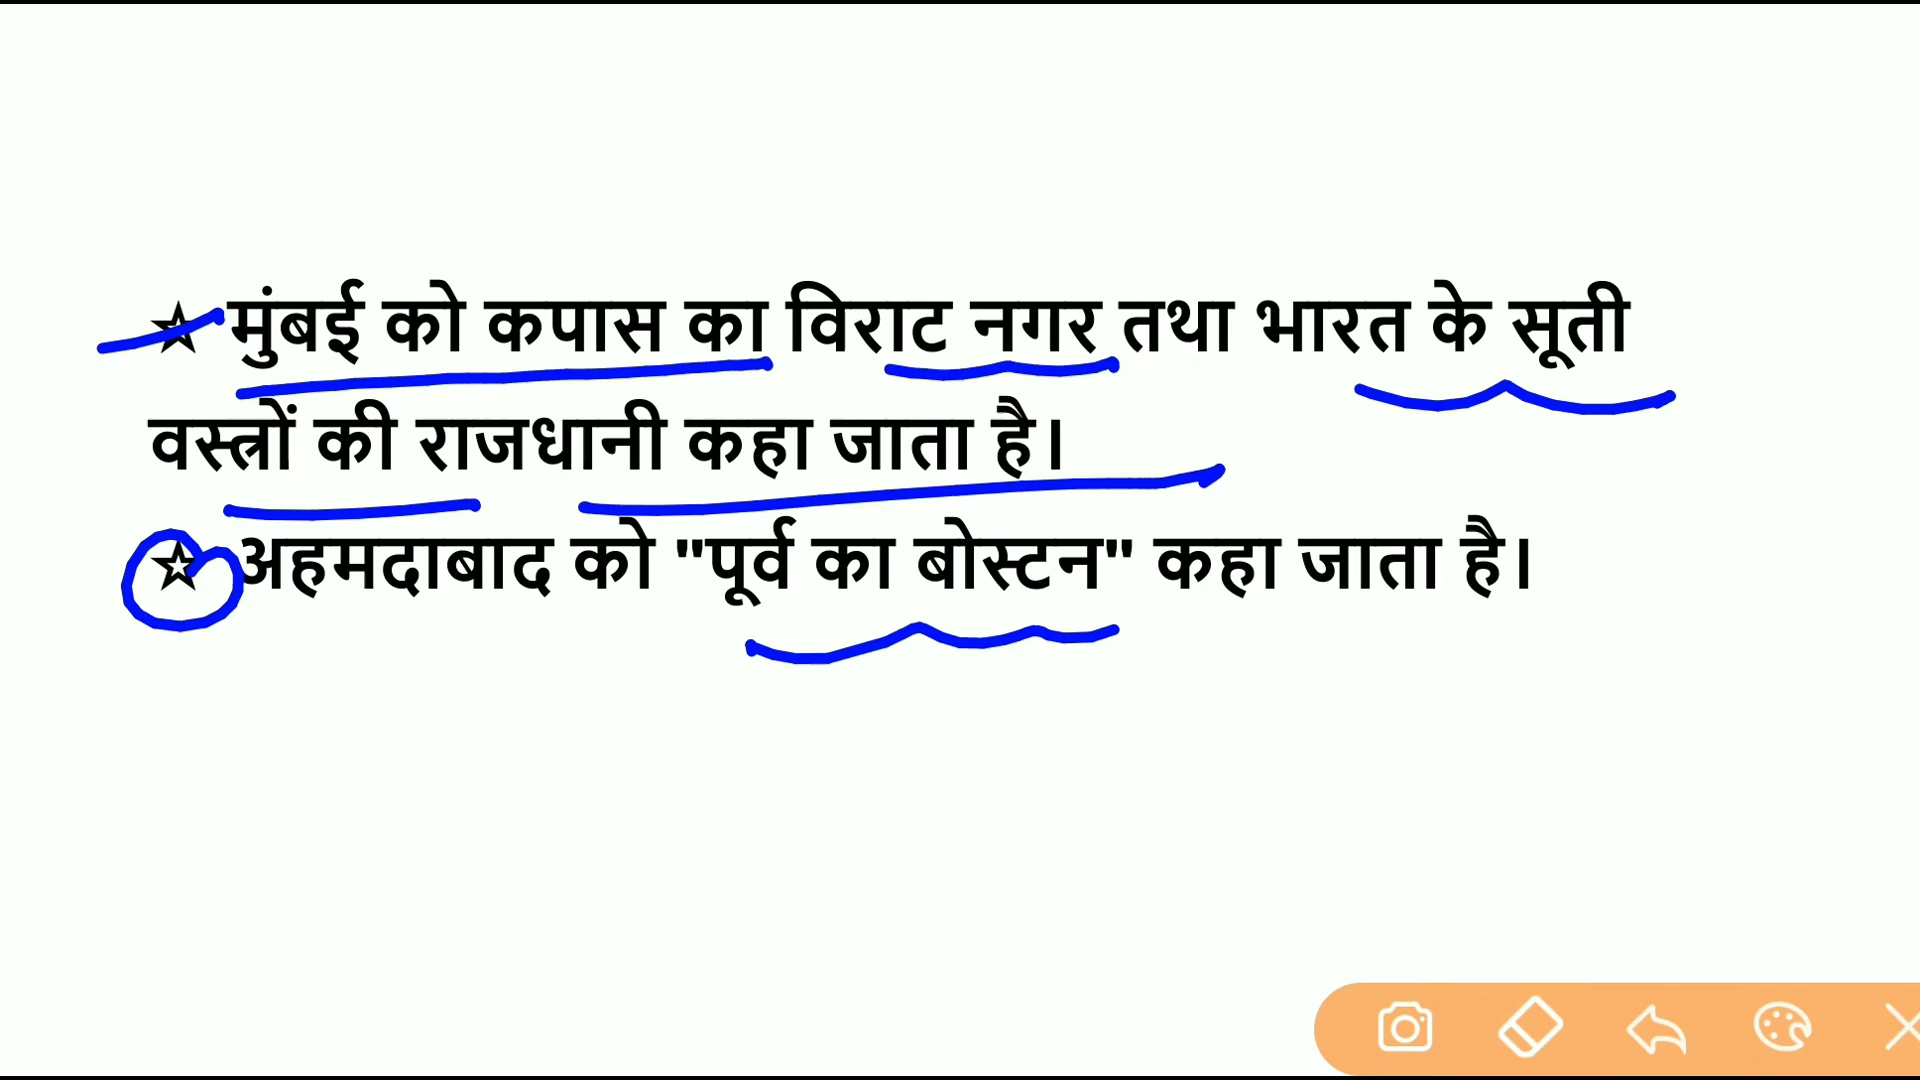 ☆ मुंबई को कपास का विराट नगर तथा भारत के सूती
वस्त्रों की राजधानी कहा जाता है।
☆ अहमदाबाद को "पूर्व का बोस्टन" कहा जाता है।